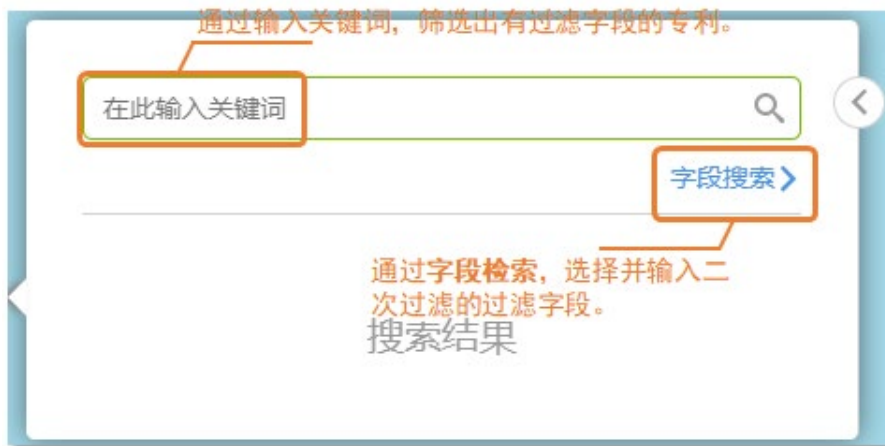 通过输入关键词，筛选出有过滤字段的专利。
在此输入关键词
字段搜索
通过字段检索，选择并输入二
次过滤的过滤字段。
搜索结果